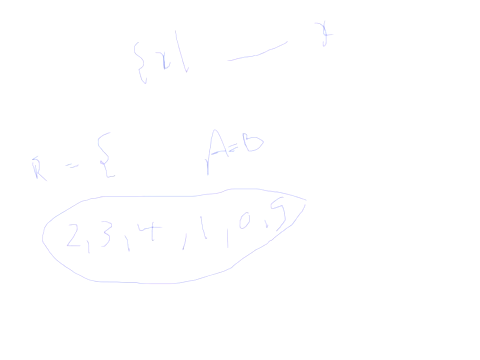 {x| — }
R = { A=B
2, 3, 4, 1, 0, 5